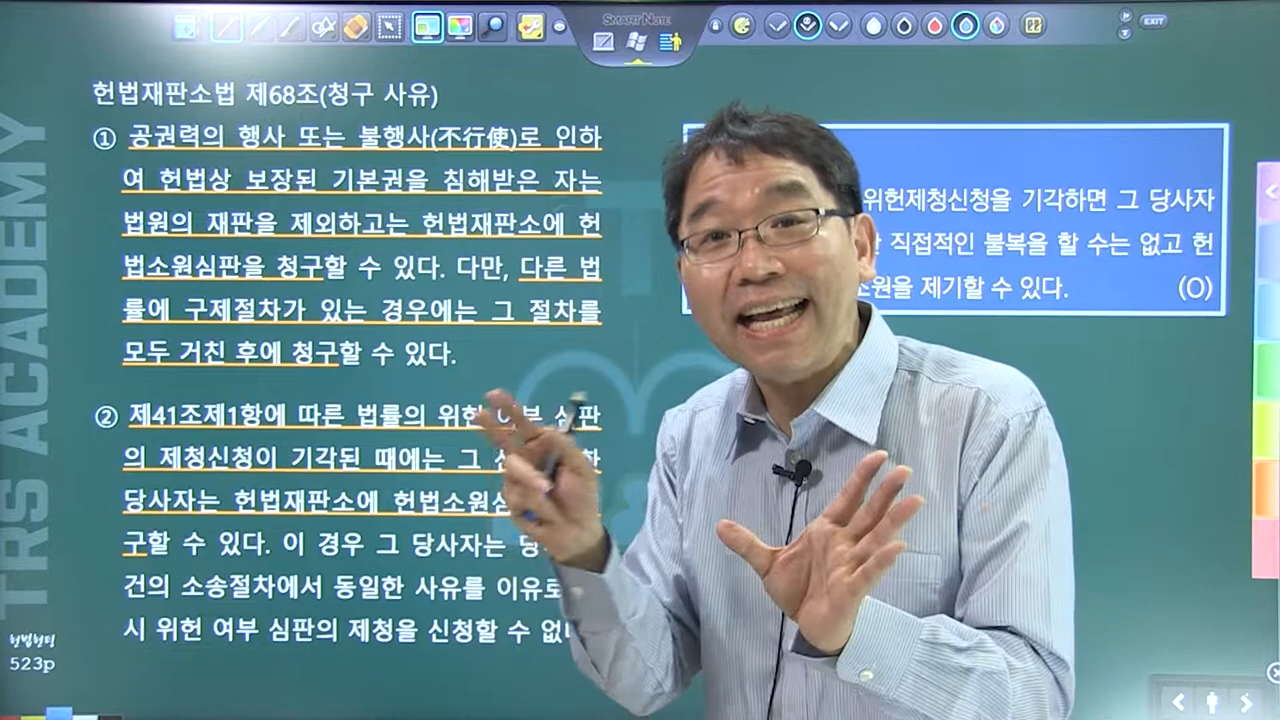 SMART NOTE
EXIT
TRS ACADEMY
헌법재판소법 제68조(청구 사유)
① 공권력의 행사 또는 불행사(不行使)로 인하
여 헌법상 보장된 기본권을 침해받은 자는
법원의 재판을 제외하고는 헌법재판소에 헌
법소원심판을 청구할 수 있다. 다만, 다른 법
률에 구제절차가 있는 경우에는 그 절차를
모두 거친 후에 청구할 수 있다.
② 제41조제1항에 따른 법률의 위헌 여부 심판
의 제청신청이 기각된 때에는 그
당사자는 헌법재판소에
구할 수 있다. 이 경우 그 당사자는
건의 소송절차에서 동일한 사유를 이유로
시 위헌 여부 심판의 제청을 신청할 수
위헌제청신청을 기각하면 그 당사자
직접적인 불복을 할 수는 없고 헌
제기할 수 있다. (O)
523p